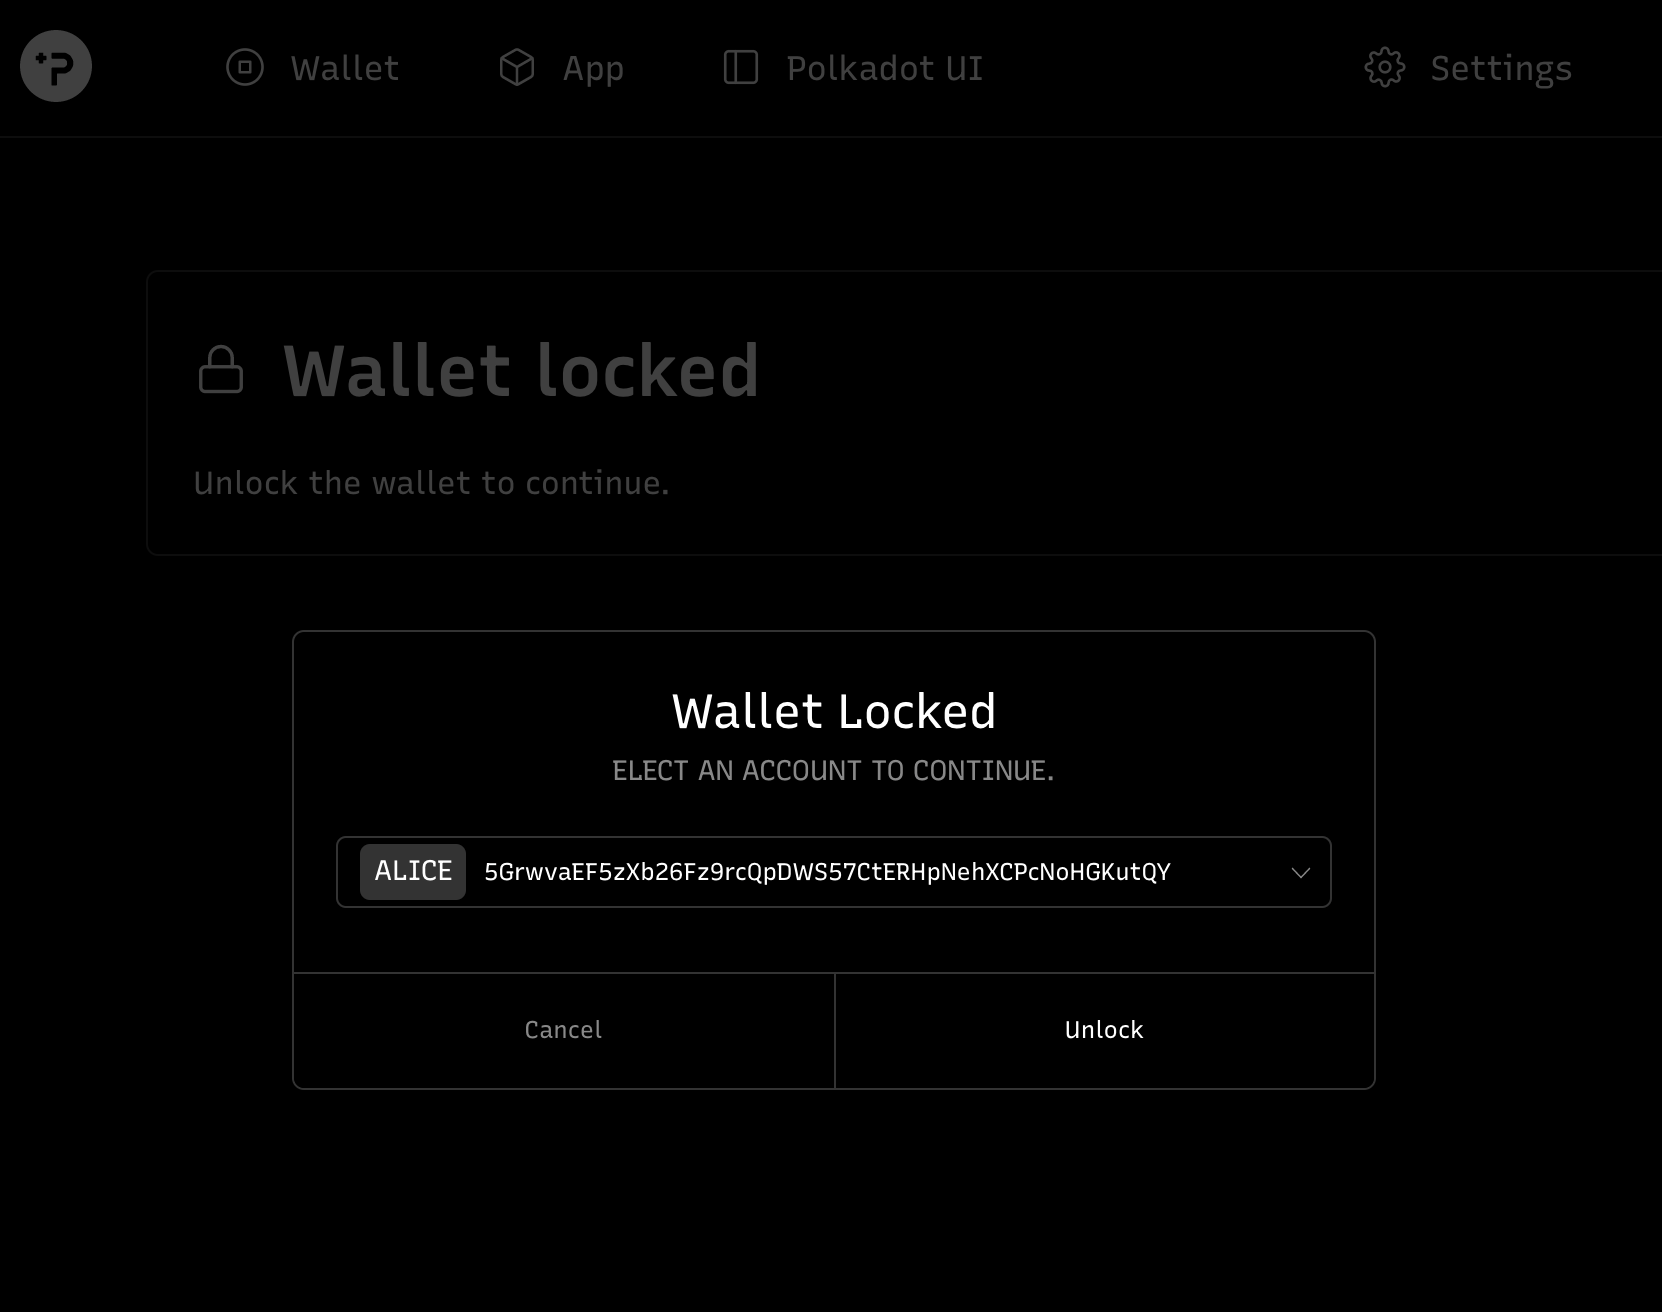 Wallet App Polkadot UI Settings
Wallet locked
Unlock the wallet to continue.
Wallet Locked
ELECT AN ACCOUNT TO CONTINUE.
ALICE 5GrwvaEF5zXb26Fz9rcQpDWS57CtERHpNehXCPcNoHGKutQY
Cancel Unlock